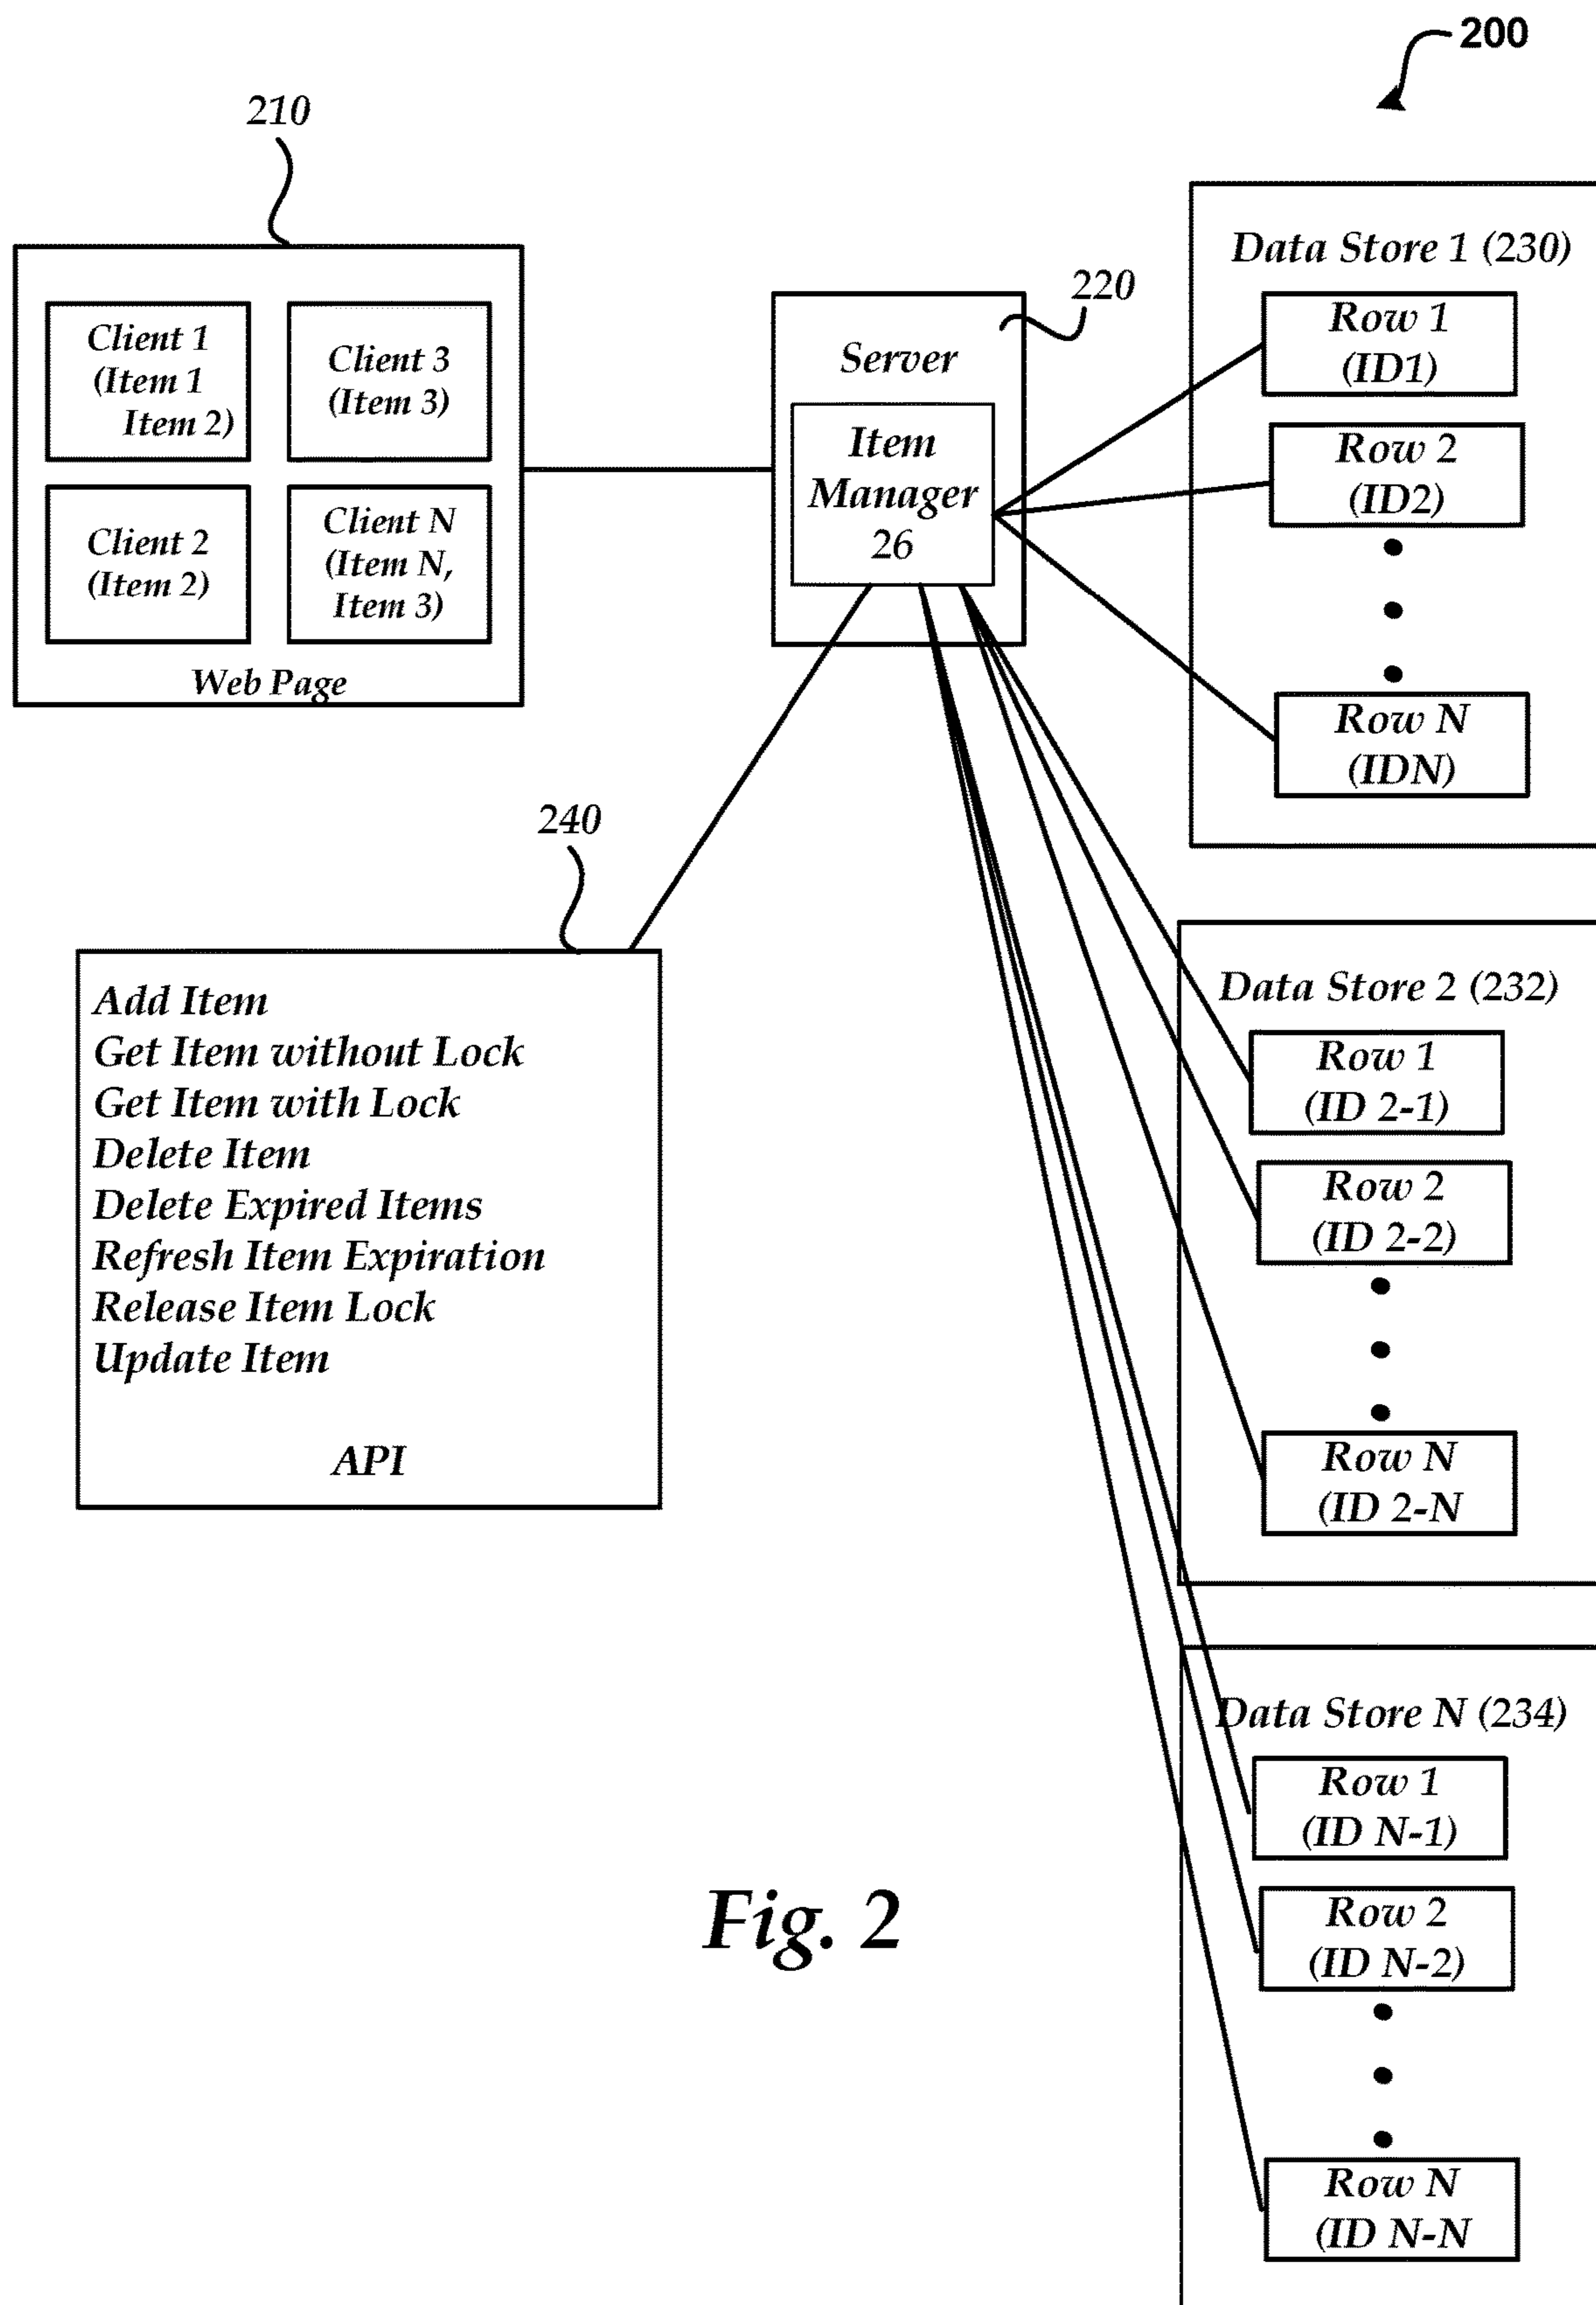 200
210
Client 1
(Item 1
Item 2)
Client 3
(Item 3)
Client 2
(Item 2)
Client N
(Item N,
Item 3)
Web Page
220
Server
Item
Manager
26
Data Store 1 (230)
Row 1
(ID1)
Row 2
(ID2)
Row N
(IDN)
240
Add Item
Get Item without Lock
Get Item with Lock
Delete Item
Delete Expired Items
Refresh Item Expiration
Release Item Lock
Update Item
API
Data Store 2 (232)
Row 1
(ID 2-1)
Row 2
(ID 2-2)
Row N
(ID 2-N
Data Store N (234)
Row 1
(ID N-1)
Row 2
(ID N-2)
Row N
(ID N-N
Fig. 2